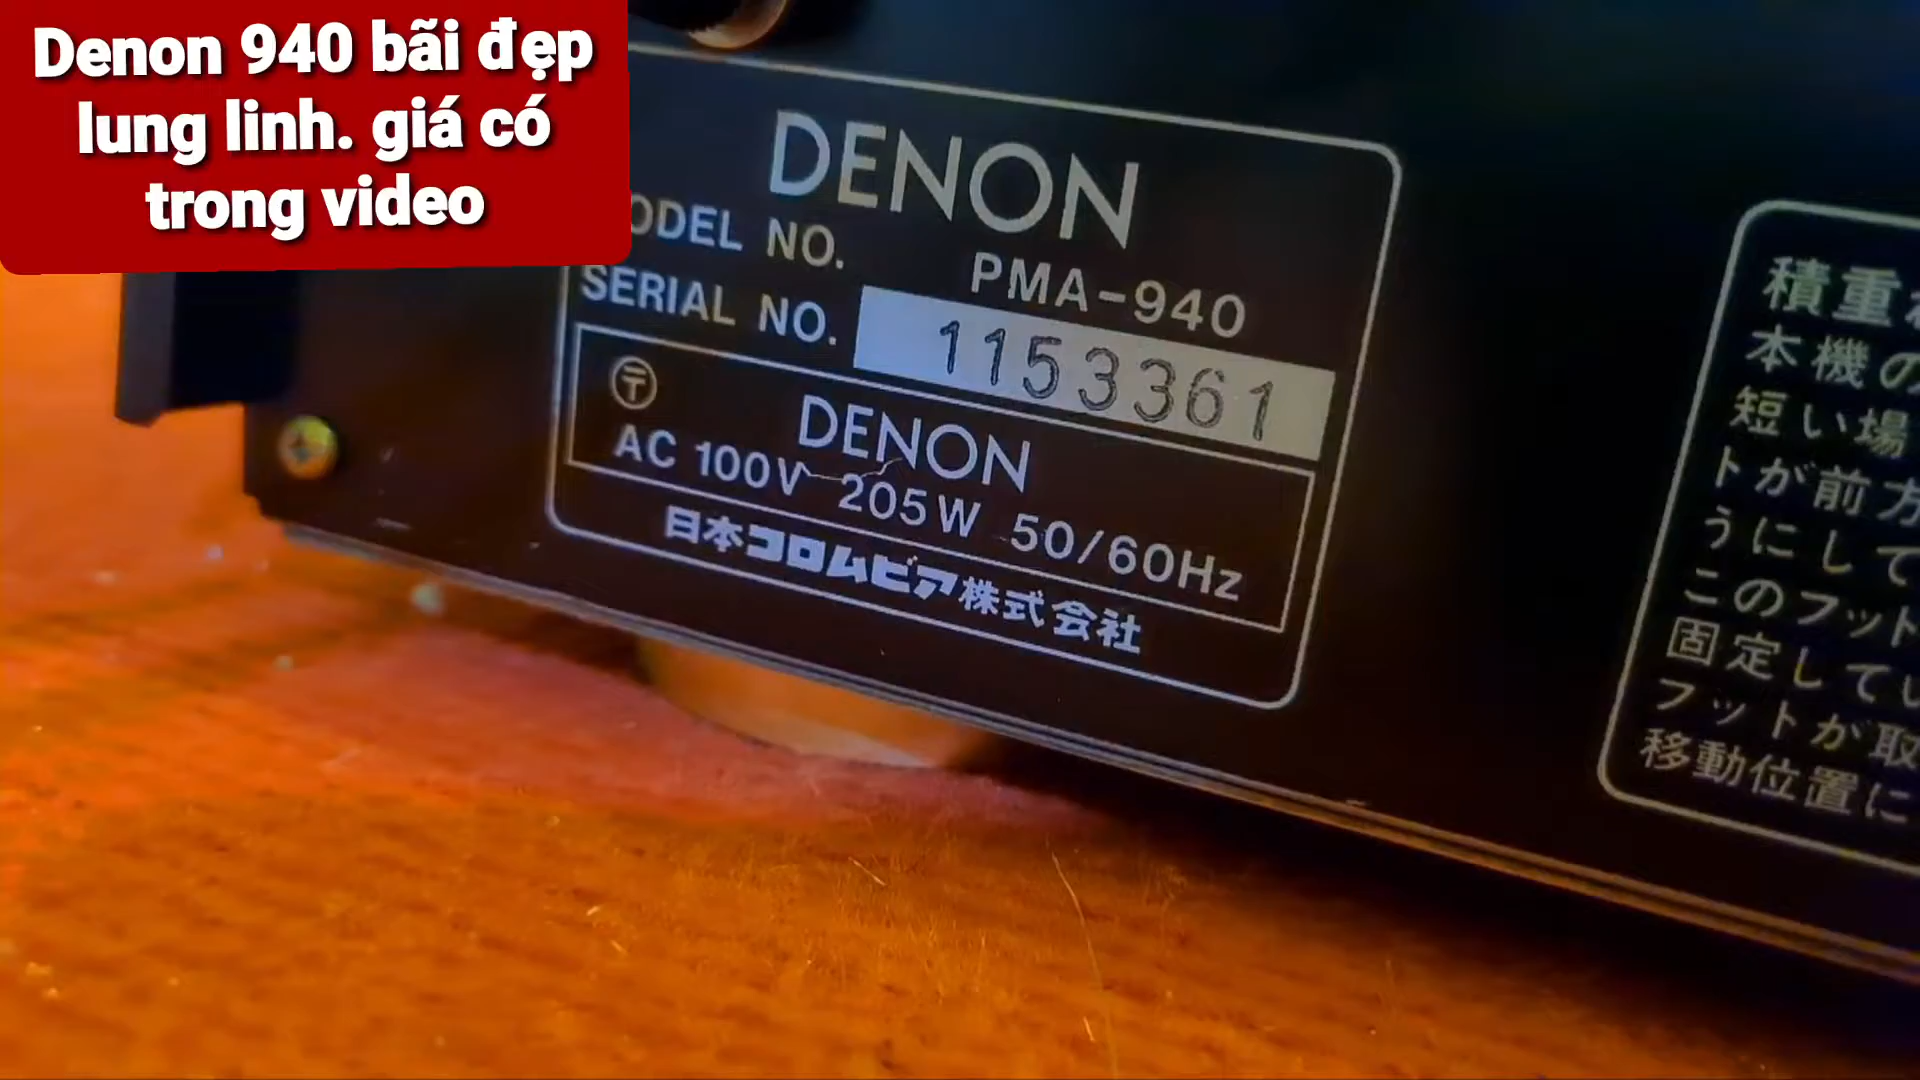 Denon 940 bãi đẹp
lung linh. giá có
trong video
DENON
ODEL NO. PMA-940
SERIAL NO. 1153361
〒 DENON
AC 100V 205W 50/60Hz
日本コロムビア株式会社
積重
本機の
短い場
トが前方
うにして
このフット
固定してい
フットが取
移動位置に